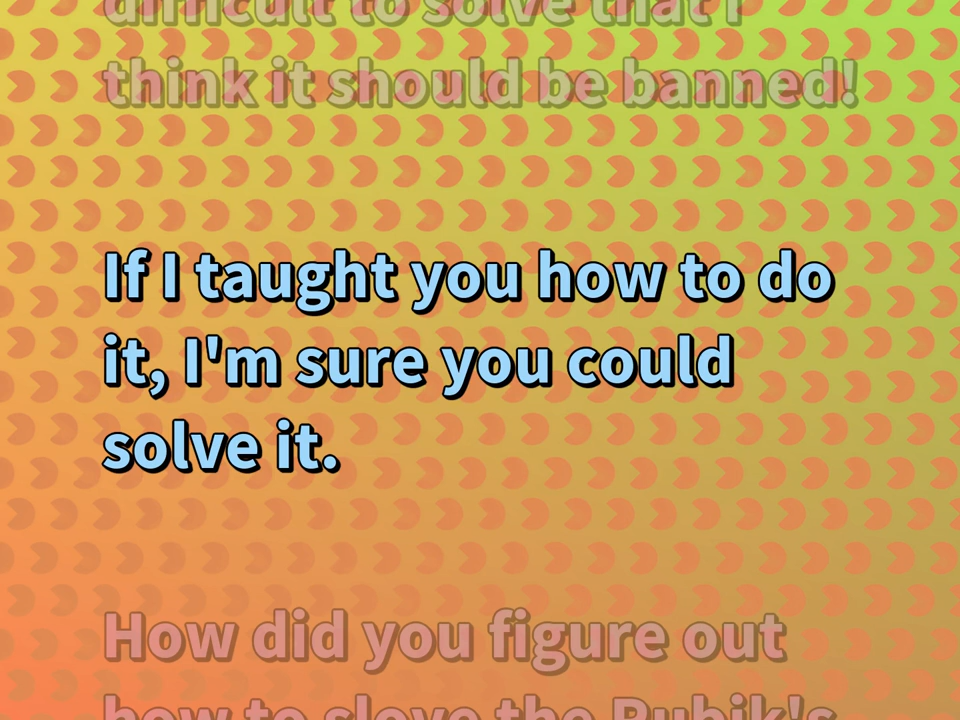 difficult to solve that I
think it should be banned!
If I taught you how to do
it, I'm sure you could
solve it.
How did you figure out
how to slove the Rubik's